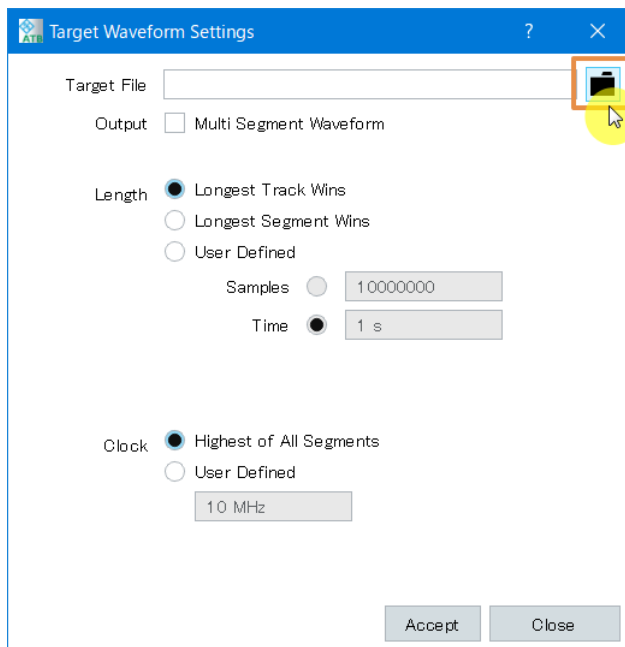 ATB Target Waveform Settings ?
Target File
Output Multi Segment Waveform
Length Longest Track Wins
Longest Segment Wins
User Defined
Samples 10000000
Time 1 s
Clock Highest of All Segments
User Defined
10 MHz
Accept Close